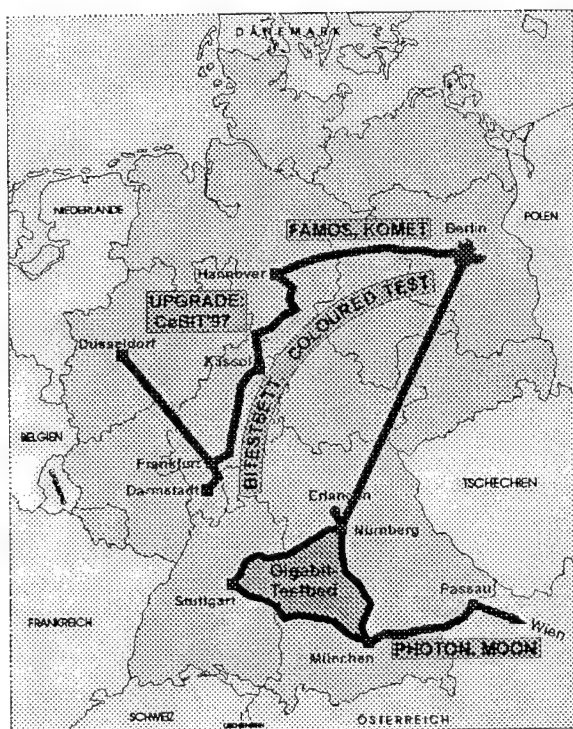 DÄNEMARK
NIEDERLANDE
POLEN
FAMOS, KOMET
Berlin
Hannover
UPGRADE:
CeBIT'97
COLOURED TEST
BITESTBETT,
Düsseldorf
Kassel
BELGIEN
Frankfurt
Darmstadt
TSCHECHIEN
Erlangen
Nürnberg
Gigabit-
Testbed
Stuttgart
Passau
Wien
FRANKREICH
PHOTON, MOON
München
SCHWEIZ
ÖSTERREICH